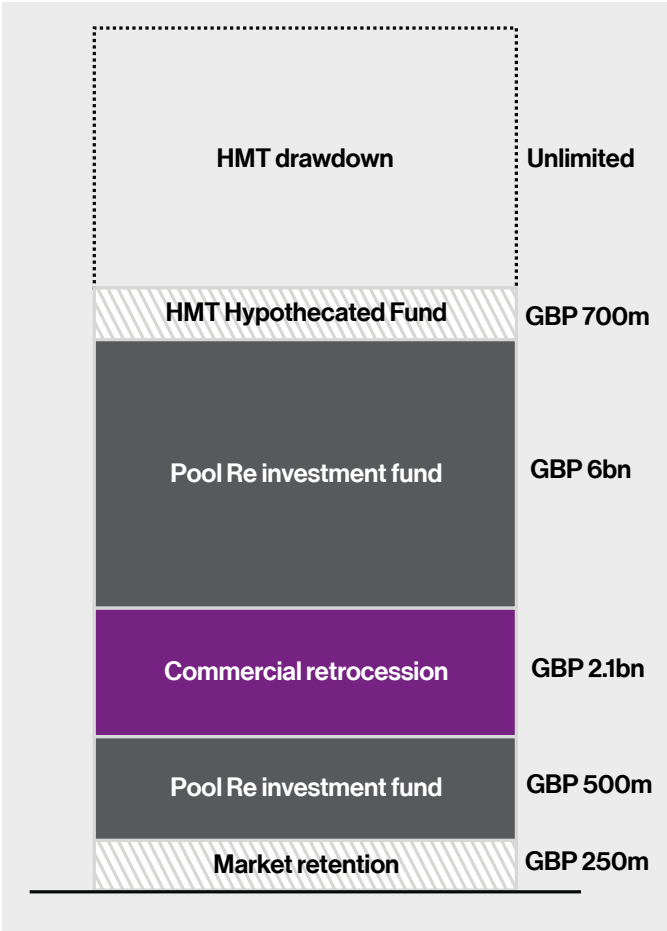 HMT drawdown Unlimited
HMT Hypothecated Fund GBP 700m
Pool Re investment fund GBP 6bn
Commercial retrocession GBP 2.1bn
Pool Re investment fund GBP 500m
Market retention GBP 250m